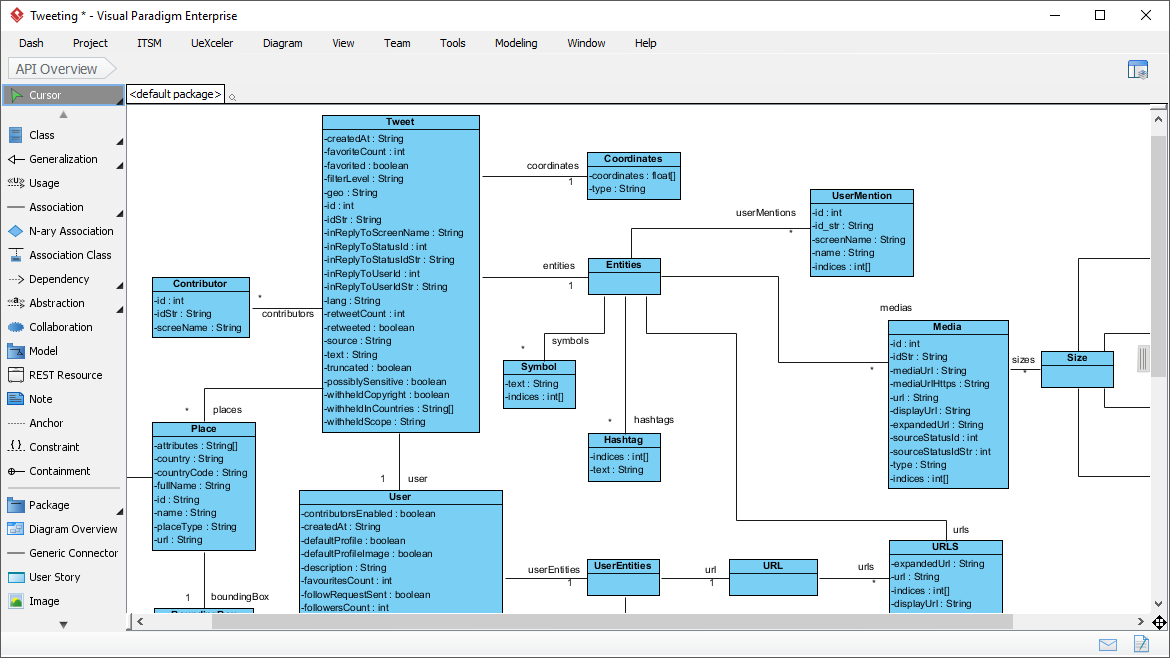 Tweeting * - Visual Paradigm Enterprise
Dash Project ITSM UeXceler Diagram View Team Tools Modeling Window Help
API Overview
Cursor
Class
Generalization
Usage
Association
N-ary Association
Association Class
Dependency
Abstraction
Collaboration
Model
REST Resource
Note
Anchor
Constraint
Containment
Package
Diagram Overview
Generic Connector
User Story
Image
<default package>
Tweet
-createdAt : String
-favoriteCount : int
-favorited : boolean
-filterLevel : String
-geo : String
-id : int
-idStr : String
-inReplyToScreenName : String
-inReplyToStatusId : int
-inReplyToStatusIdStr : String
-inReplyToUserId : int
-inReplyToUserIdStr : String
-lang : String
-retweetCount : int
-retweeted : boolean
-source : String
-text : String
-truncated : boolean
-possiblySensitive : boolean
-withheldCopyright : boolean
-withheldInCountries : String[]
-withheldScope : String
coordinates
1
Coordinates
-coordinates : float[]
-type : String
userMentions
*
UserMention
-id : int
-id_str : String
-screenName : String
-name : String
-indices : int[]
entities
1
Entities
Contributor
-id : int
-idStr : String
-screeName : String
*
contributors
symbols
*
Symbol
-text : String
-indices : int[]
hashtags
*
Hashtag
-indices : int[]
-text : String
medias
*
Media
-id : int
-idStr : String
-mediaUrl : String
-mediaUrlHttps : String
-url : String
-displayUrl : String
-expandedUrl : String
-sourceStatusId : int
-sourceStatusIdStr : int
-type : String
-indices : int[]
sizes
*
Size
*
places
Place
-attributes : String[]
-country : String
-countryCode : String
-fullName : String
-id : String
-name : String
-placeType : String
-url : String
1
boundingBox
1
user
User
-contributorsEnabled : boolean
-createdAt : String
-defaultProfile : boolean
-defaultProfileImage : boolean
-description : String
-favouritesCount : int
-followRequestSent : boolean
-followersCount : int
userEntities
1
UserEntities
url
1
URL
urls
*
urls
URLS
-expandedUrl : String
-url : String
-indices : int[]
-displayUrl : String